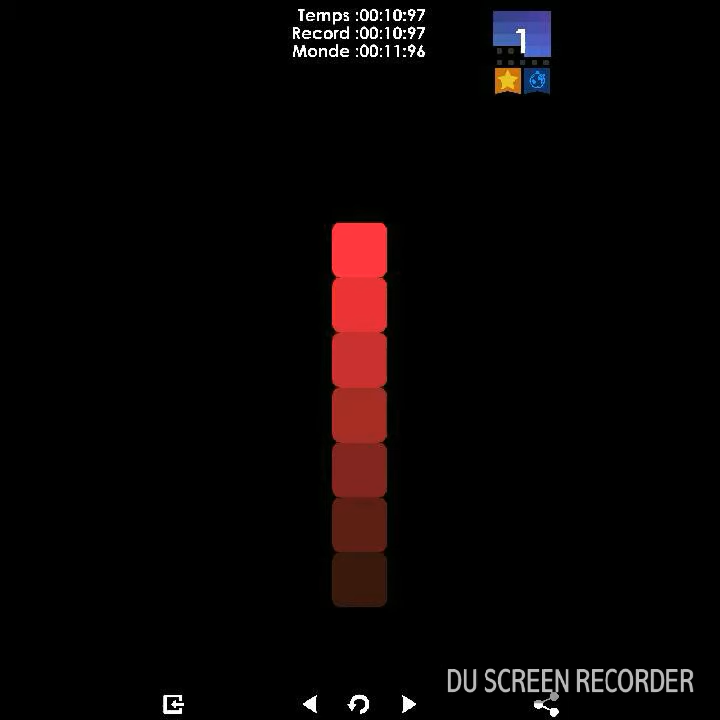 Temps :00:10:97
Record :00:10:97
Monde :00:11:96
1
DU SCREEN RECORDER